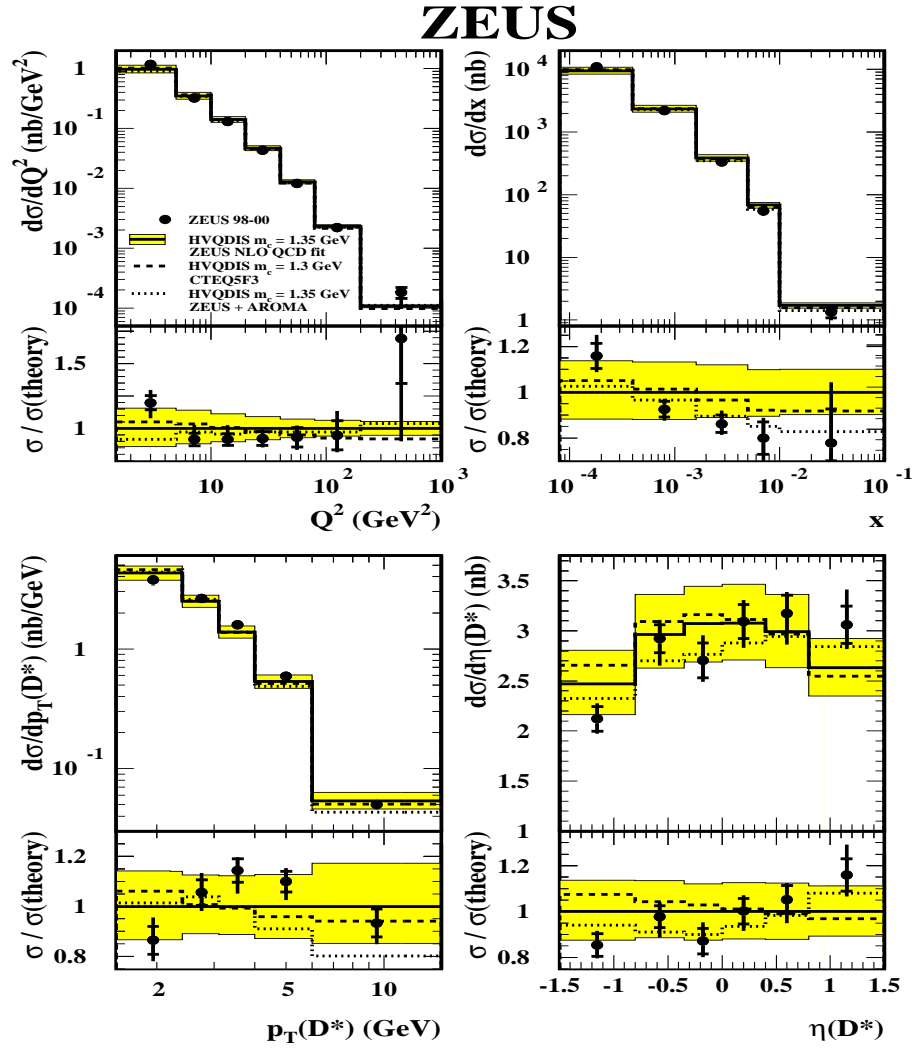 ZEUS
dσ/dQ² (nb/GeV²)
1
10⁻¹
10⁻²
10⁻³
10⁻⁴
ZEUS 98-00
HVQDIS m_c = 1.35 GeV
ZEUS NLO QCD fit
HVQDIS m_c = 1.3 GeV
CTEQ5F3
HVQDIS m_c = 1.35 GeV
ZEUS + AROMA
σ / σ(theory)
1.5
1
10
10²
10³
Q² (GeV²)
dσ/dx (nb)
10⁴
10³
10²
10
1
σ / σ(theory)
1.2
1
0.8
10⁻⁴
10⁻³
10⁻²
10⁻¹
x
dσ/dp_T(D*) (nb/GeV)
1
10⁻¹
σ / σ(theory)
1.2
1
0.8
2
5
10
p_T(D*) (GeV)
dσ/dη(D*) (nb)
3.5
3
2.5
2
1.5
1
σ / σ(theory)
1.2
1
0.8
-1.5
-1
-0.5
0
0.5
1
1.5
η(D*)